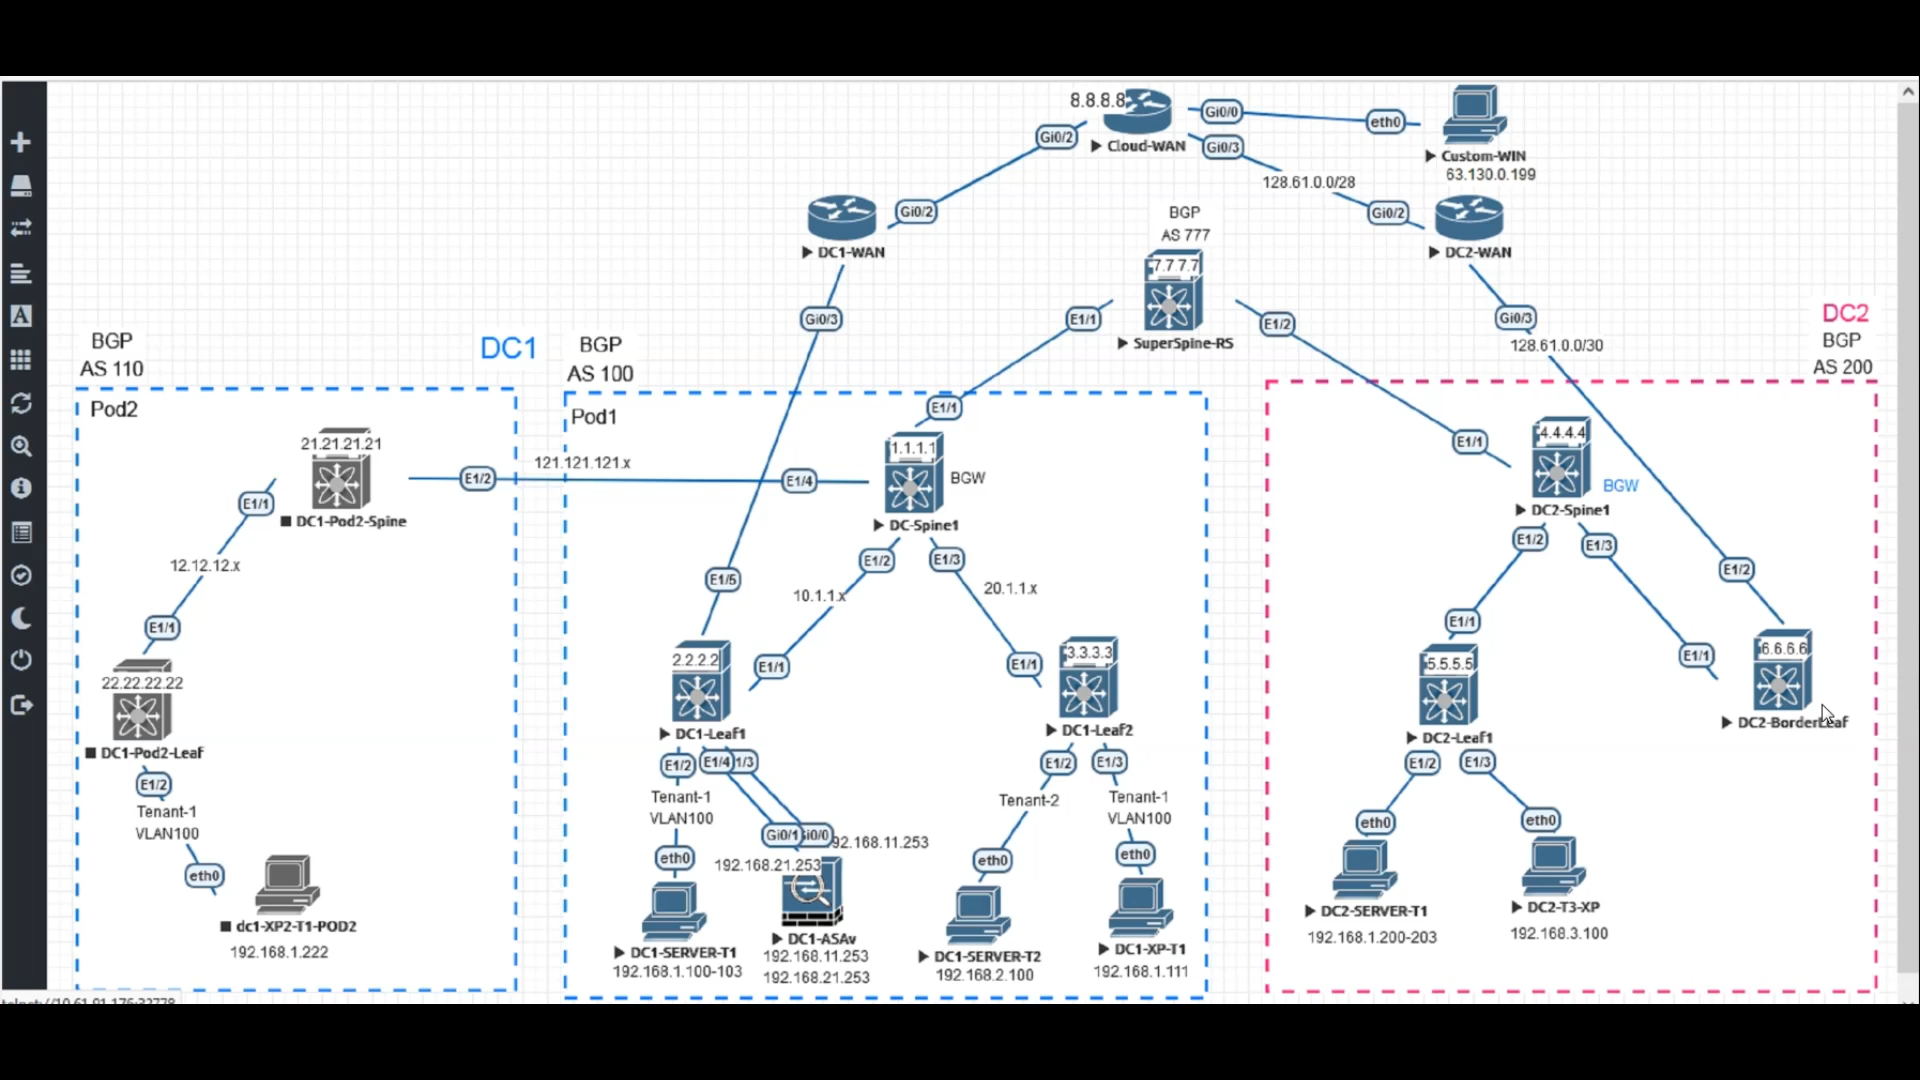 8.8.8.8
Gi0/0
eth0
Gi0/2
Cloud-WAN
Gi0/3
Custom-WIN
63.130.0.199
128.61.0.0/28
Gi0/2
Gi0/2
BGP
AS 777
DC1-WAN
DC2-WAN
7.7.7.7
Gi0/3
E1/1
E1/2
Gi0/3
SuperSpine-RS
128.61.0.0/30
DC2
BGP
AS 200
BGP
AS 110
DC1
BGP
AS 100
Pod2
Pod1
E1/1
21.21.21.21
1.1.1.1
4.4.4.4
E1/1
121.121.121.x
E1/2
E1/4
BGW
BGW
E1/1
DC1-Pod2-Spine
DC-Spine1
DC2-Spine1
12.12.12.x
E1/2
E1/3
E1/2
E1/3
E1/2
E1/5
10.1.1.x
20.1.1.x
E1/1
E1/1
6.6.6.6
22.22.22.22
2.2.2.2
E1/1
E1/1
3.3.3.3
5.5.5.5
E1/1
DC1-Pod2-Leaf
DC1-Leaf1
DC1-Leaf2
DC2-Leaf1
DC2-BorderLeaf
E1/2
E1/2
E1/4
1/3
E1/2
E1/3
E1/2
E1/3
Tenant-1
VLAN100
Tenant-1
VLAN100
Tenant-2
Tenant-1
VLAN100
eth0
eth0
Gi0/1
Gi0/0
92.168.11.253
192.168.21.253
eth0
eth0
eth0
eth0
dc1-XP2-T1-POD2
192.168.1.222
DC1-SERVER-T1
192.168.1.100-103
DC1-ASAv
192.168.11.253
192.168.21.253
DC1-SERVER-T2
192.168.2.100
DC1-XP-T1
192.168.1.111
DC2-SERVER-T1
192.168.1.200-203
DC2-T3-XP
192.168.3.100